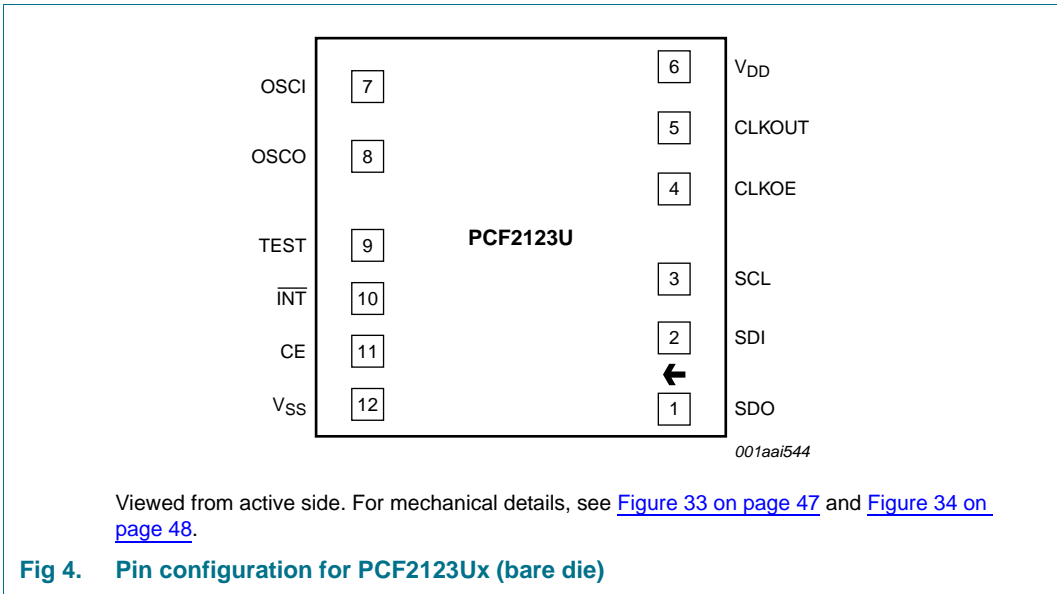 OSCI 7 6 VDD
5 CLKOUT
OSCO 8
4 CLKOE
TEST 9 PCF2123U
3 SCL
INT 10
2 SDI
CE 11
VSS 12 1 SDO
001aai544
Viewed from active side. For mechanical details, see Figure 33 on page 47 and Figure 34 on
page 48.
Fig 4. Pin configuration for PCF2123Ux (bare die)